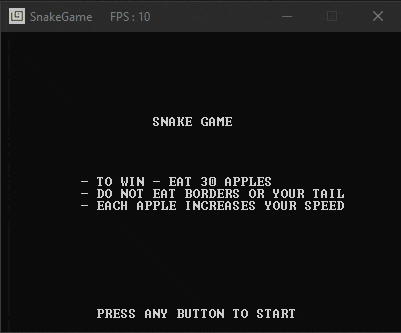 SnakeGame FPS : 10
SNAKE GAME
- TO WIN - EAT 30 APPLES
- DO NOT EAT BORDERS OR YOUR TAIL
- EACH APPLE INCREASES YOUR SPEED
PRESS ANY BUTTON TO START